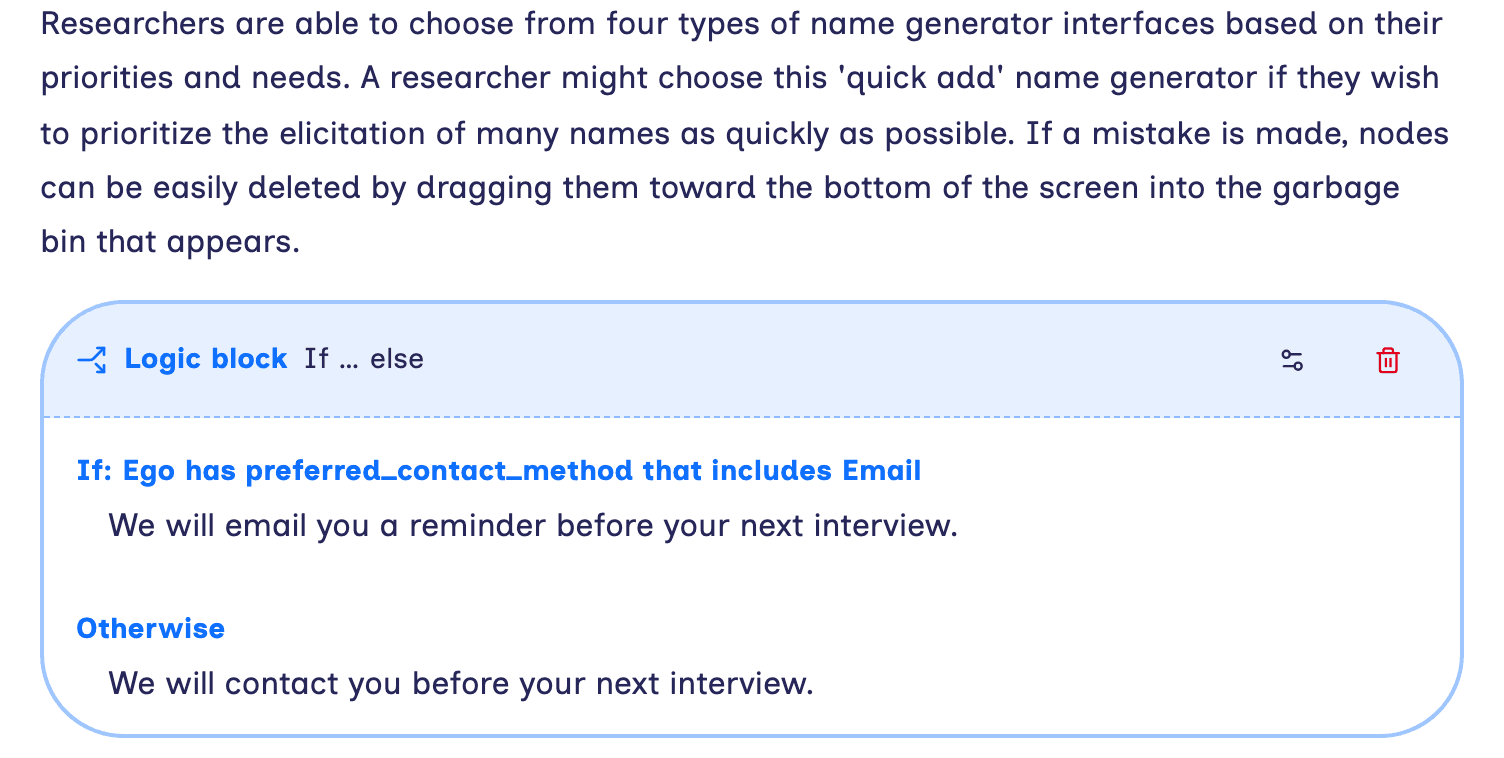 Researchers are able to choose from four types of name generator interfaces based on their
priorities and needs. A researcher might choose this 'quick add' name generator if they wish
to prioritize the elicitation of many names as quickly as possible. If a mistake is made, nodes
can be easily deleted by dragging them toward the bottom of the screen into the garbage
bin that appears.
Logic block If ... else
If: Ego has preferred_contact_method that includes Email
We will email you a reminder before your next interview.
Otherwise
We will contact you before your next interview.